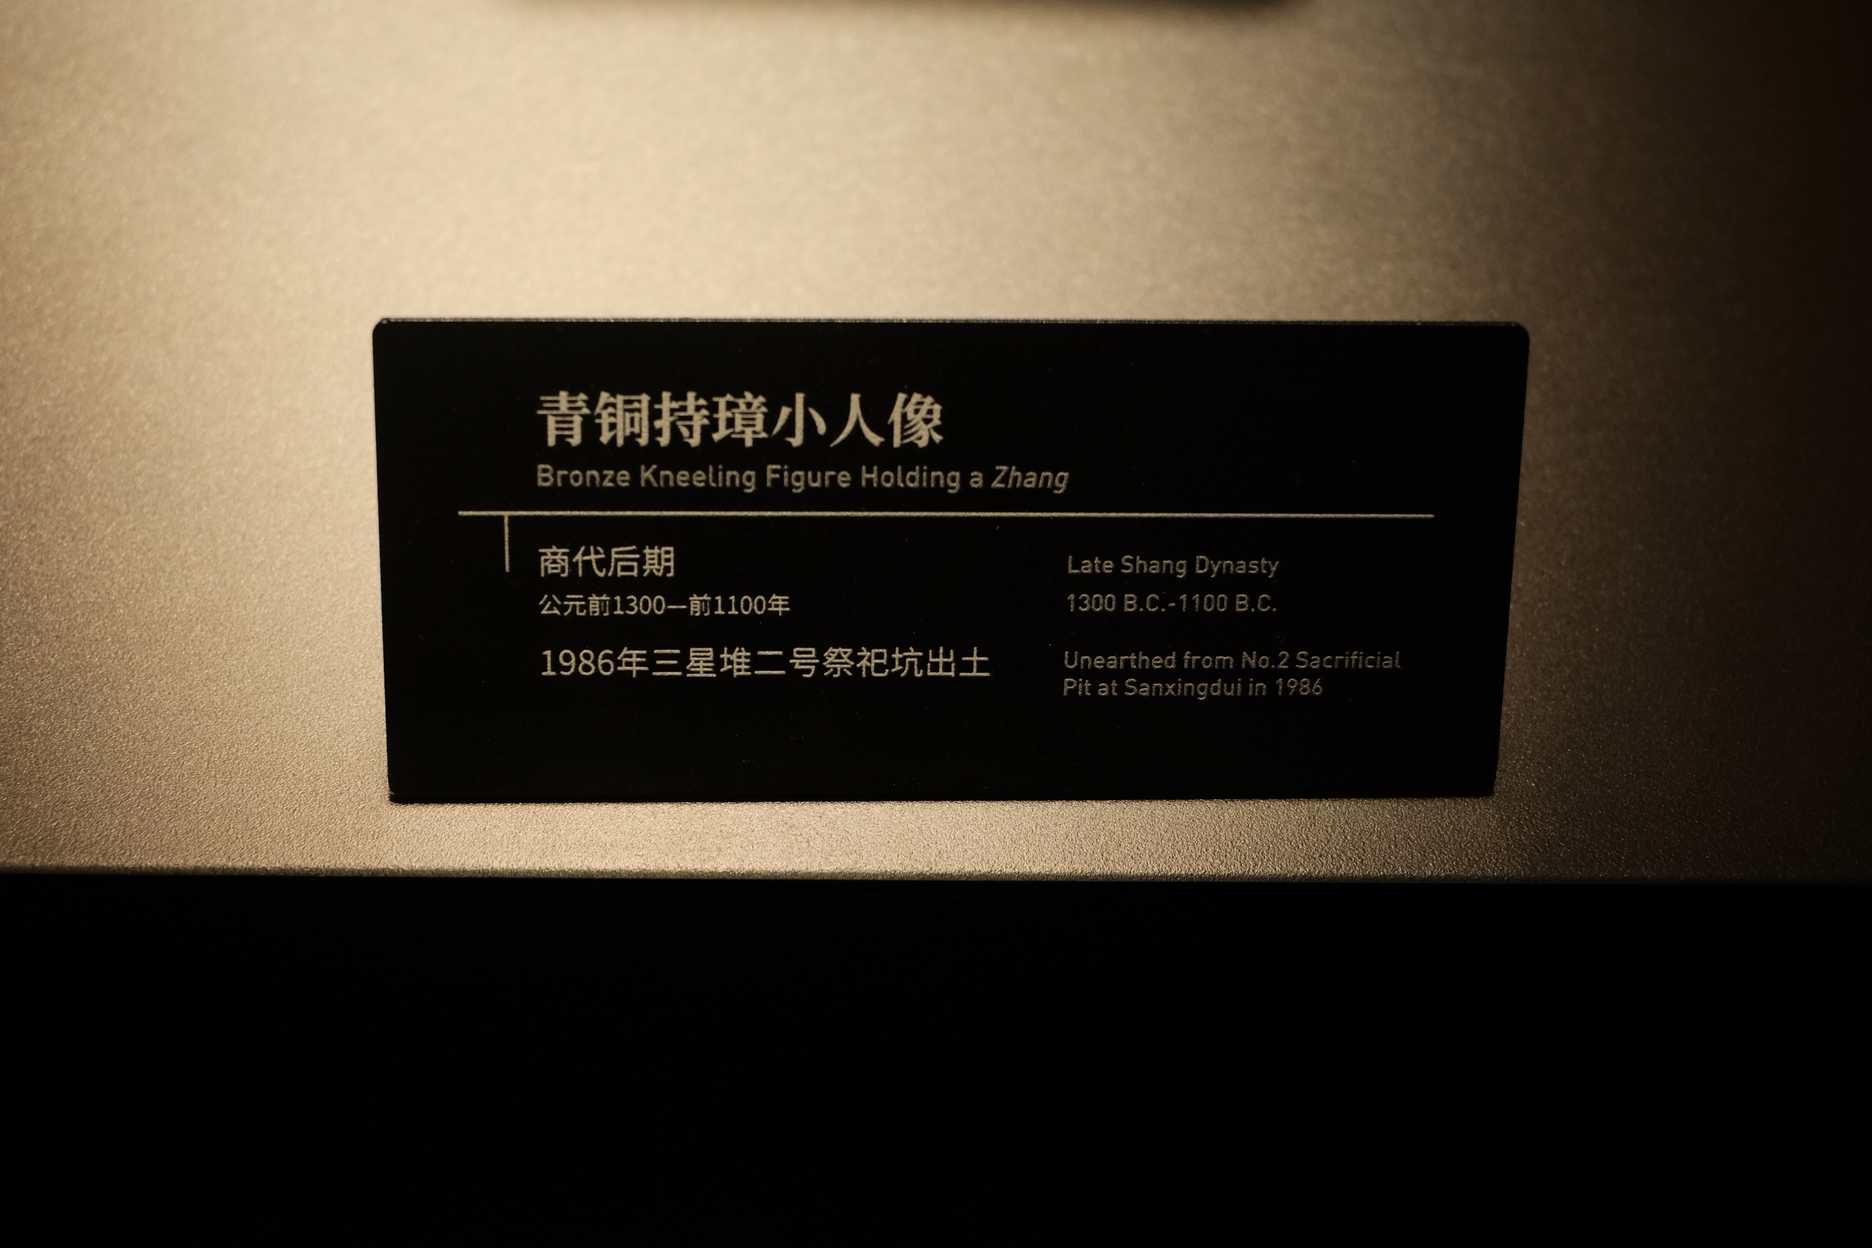 青铜持璋小人像
Bronze Kneeling Figure Holding a Zhang
商代后期
公元前1300—前1100年
1986年三星堆二号祭祀坑出土
Late Shang Dynasty
1300 B.C.-1100 B.C.
Unearthed from No.2 Sacrificial
Pit at Sanxingdui in 1986